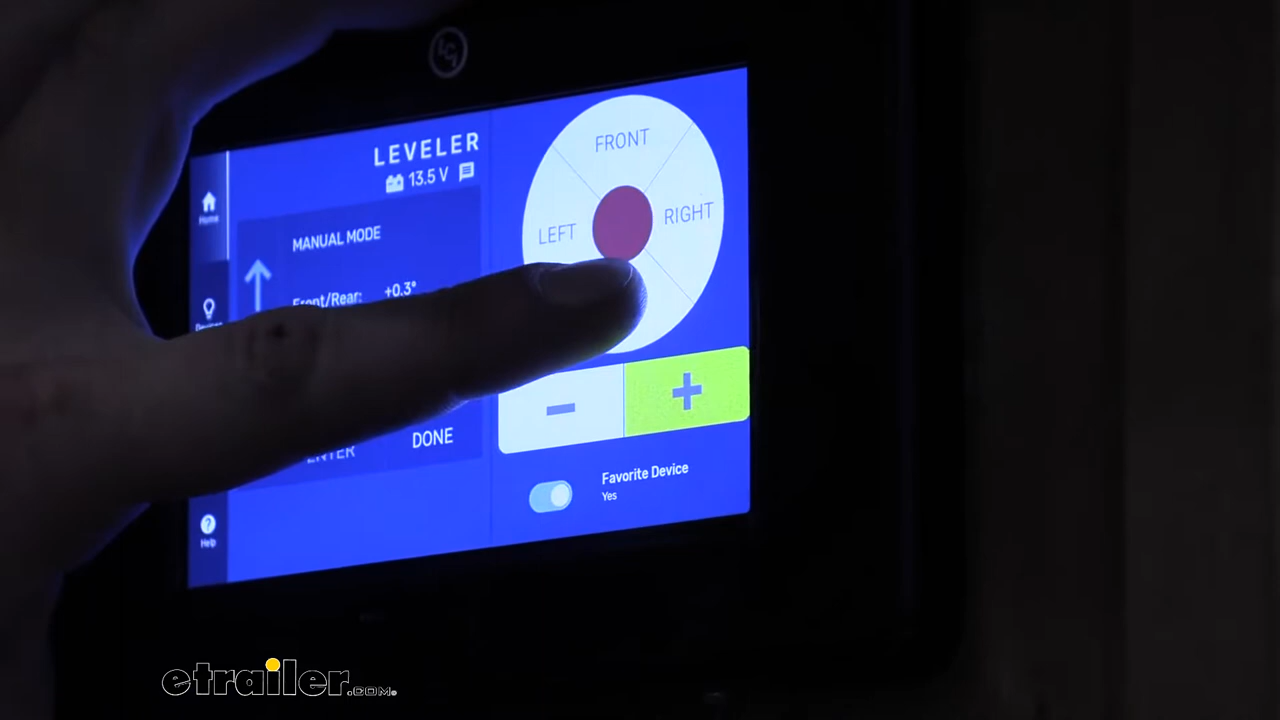 LEVELER
13.5 V
Home
MANUAL MODE
Front/Rear: +0.3°
ENTER
DONE
Help
FRONT
LEFT
RIGHT
−
+
Favorite Device
Yes
etrailer.COM